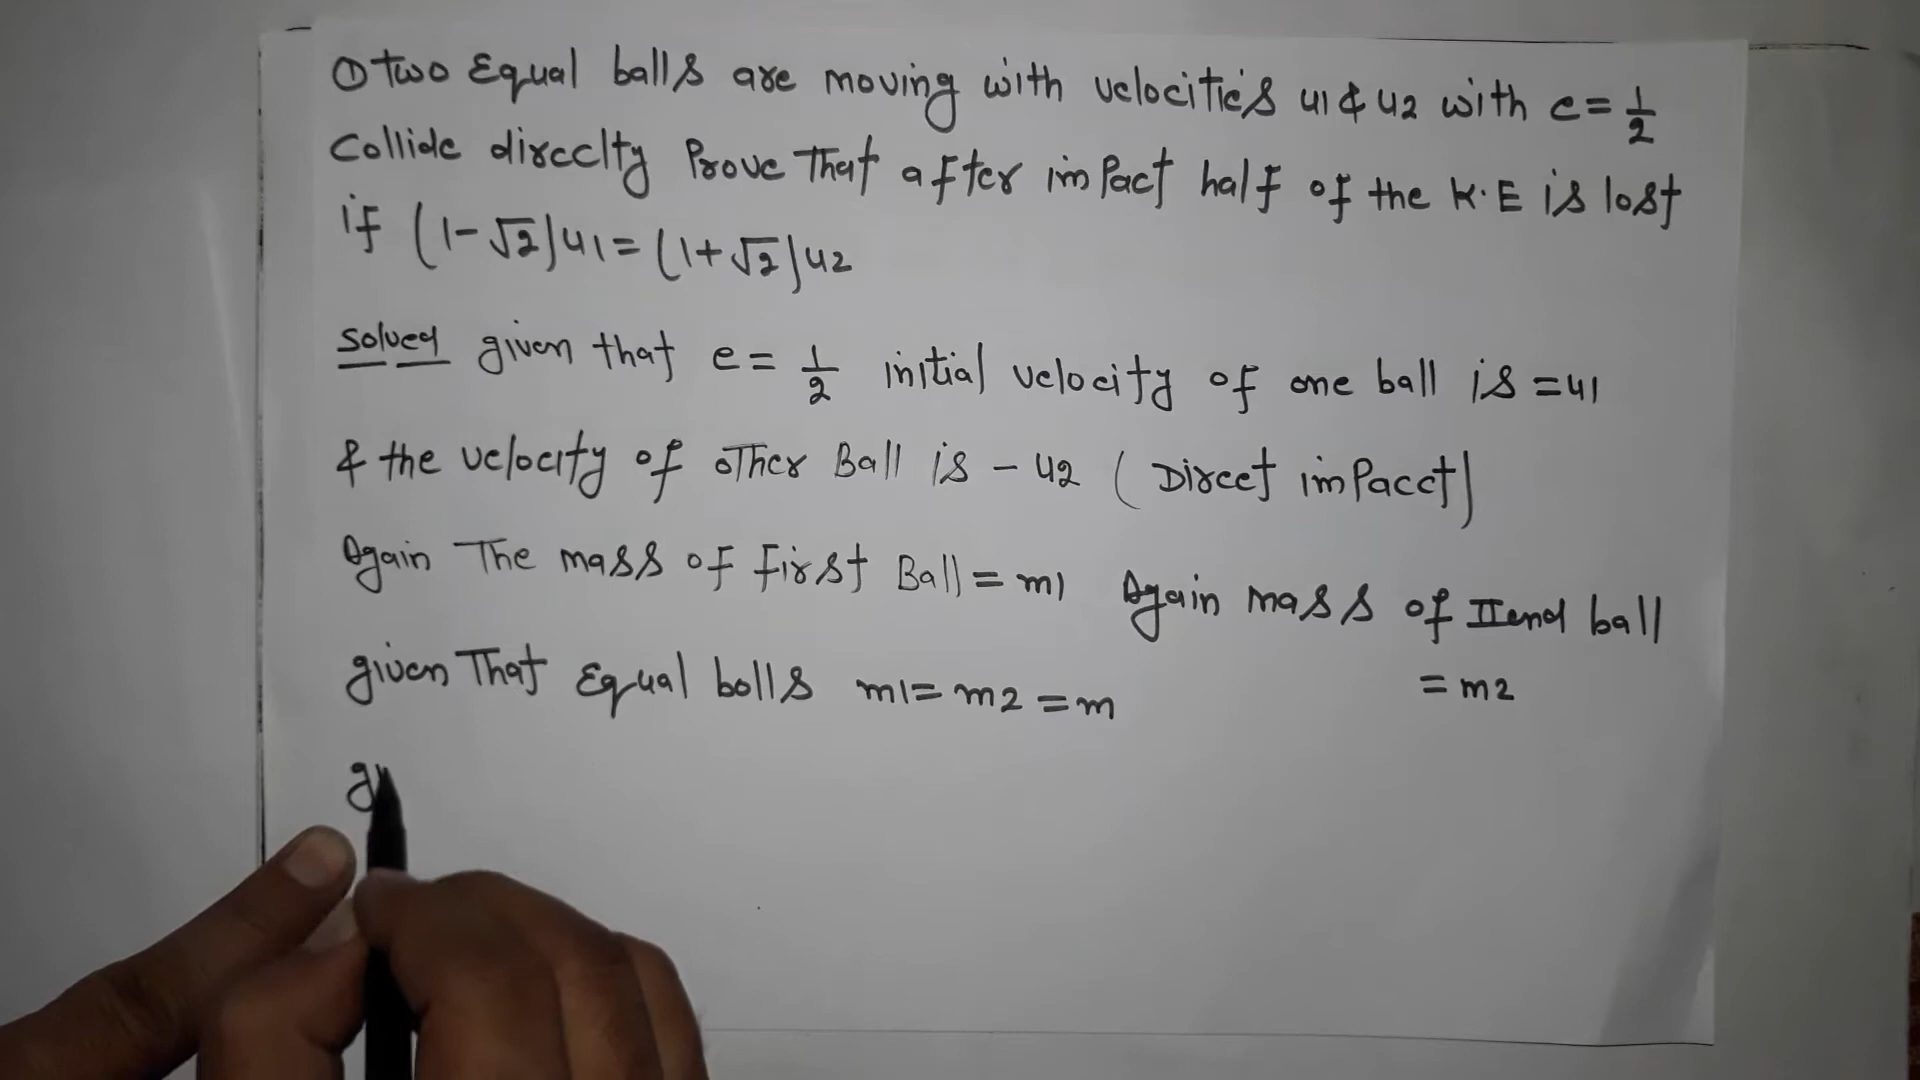 ① two Equal balls are moving with velocities u1 & u2 with e = 1/2
Collide direclty Prove That after impact half of the K.E is lost
if (1-√2)u1 = (1+√2)u2
Solved given that e = 1/2 initial velocity of one ball is = u1
& the velocity of other Ball is - u2 (Direct impacct)
Again The mass of first Ball = m1 Again mass of IIend ball
= m2
given That Equal bolls m1 = m2 = m